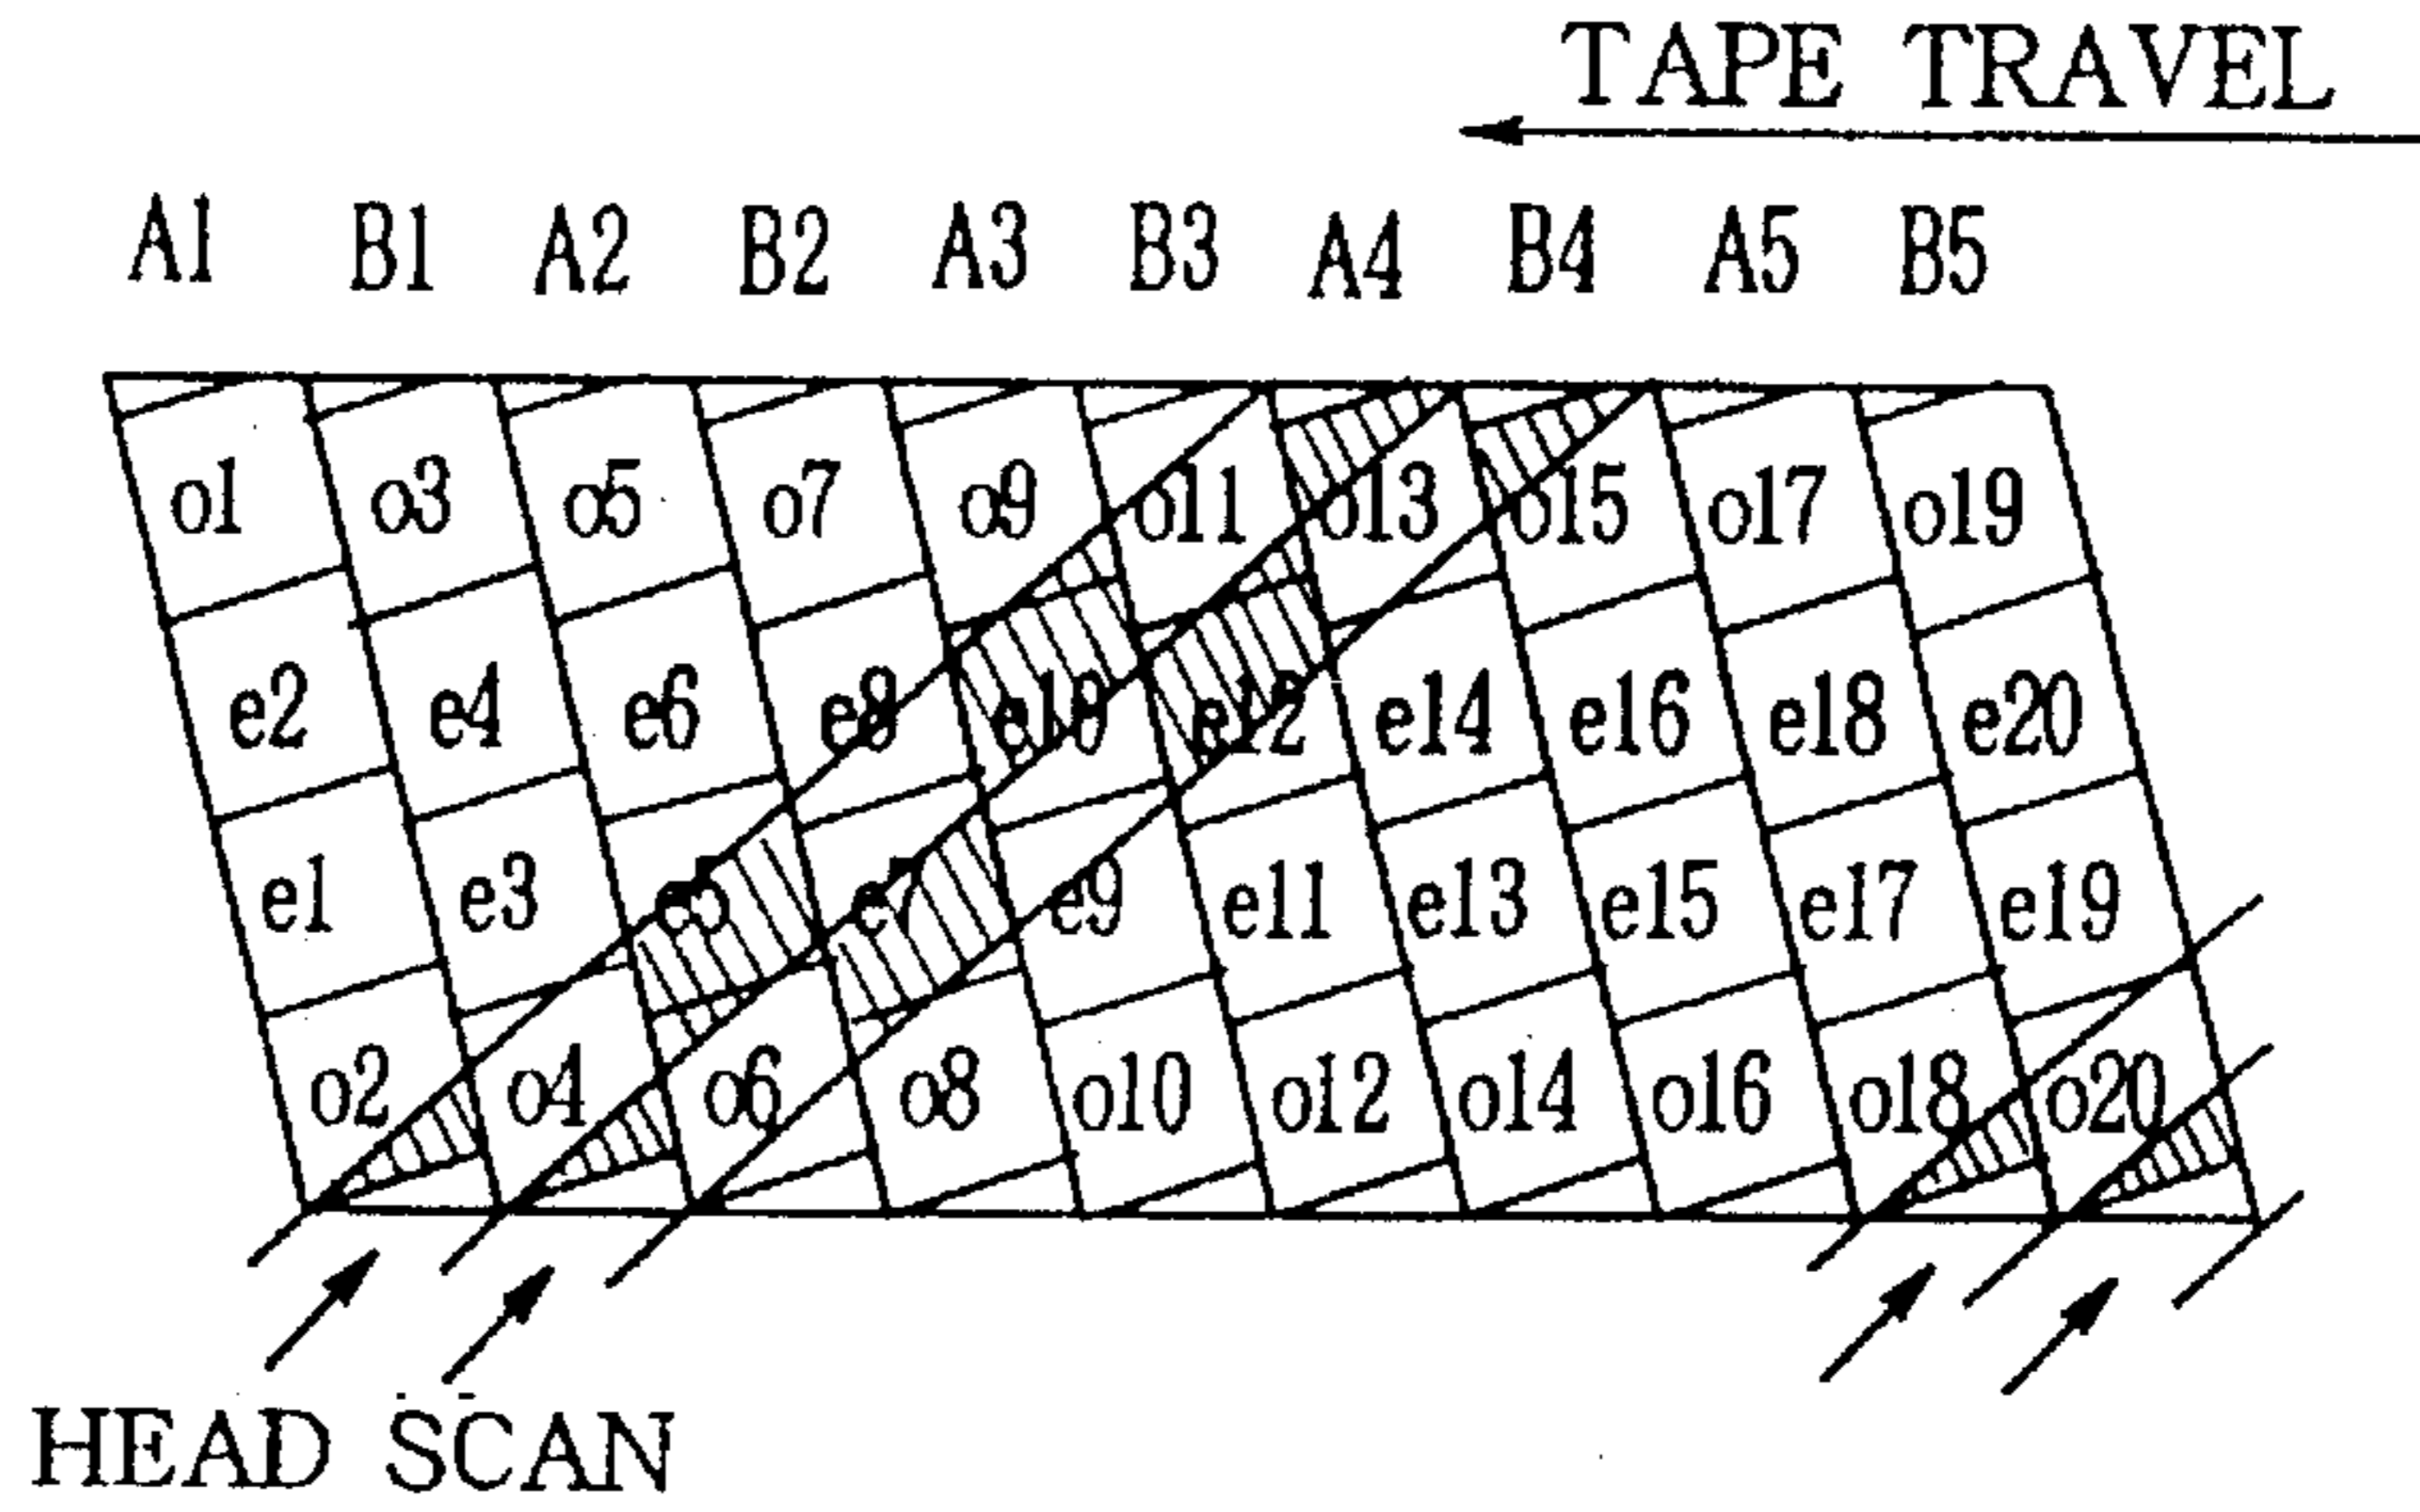 TAPE TRAVEL
A1 B1 A2 B2 A3 B3 A4 B4 A5 B5
o1 o3 o5 o7 o9 o11 o13 o15 o17 o19
e2 e4 e6 e8 e10 e12 e14 e16 e18 e20
e1 e3 e5 e7 e9 e11 e13 e15 e17 e19
o2 o4 o6 o8 o10 o12 o14 o16 o18 o20
HEAD SCAN